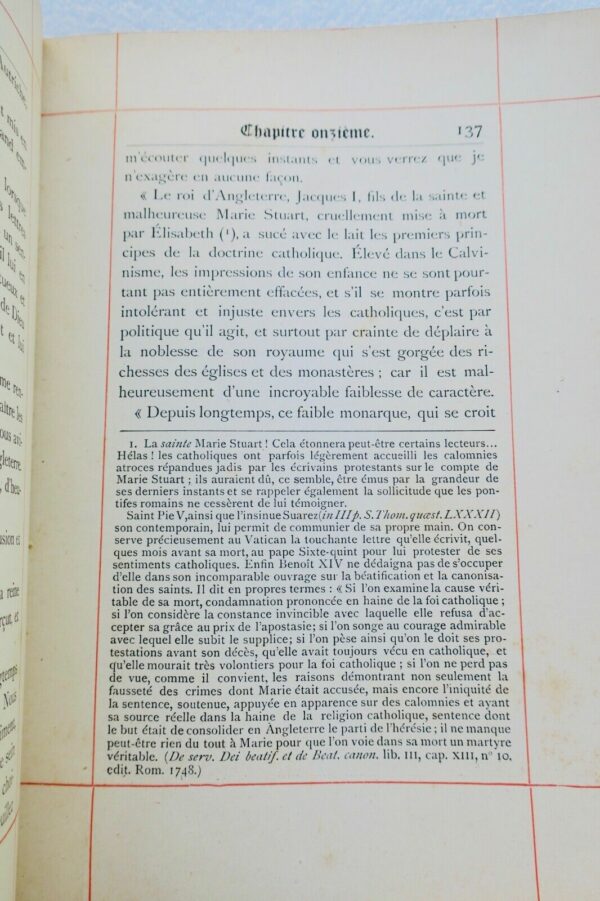 Chapitre onzième. 137
m'écouter quelques instants et vous verrez que je
n'exagère en aucune façon.
« Le roi d'Angleterre, Jacques I, fils de la sainte et
malheureuse Marie Stuart, cruellement mise à mort
par Élisabeth (¹), a sucé avec le lait les premiers prin-
cipes de la doctrine catholique. Élevé dans le Calvi-
nisme, les impressions de son enfance ne se sont pour-
tant pas entièrement effacées, et s'il se montre parfois
intolérant et injuste envers les catholiques, c'est par
politique qu'il agit, et surtout par crainte de déplaire à
la noblesse de son royaume qui s'est gorgée des ri-
chesses des églises et des monastères ; car il est mal-
heureusement d'une incroyable faiblesse de caractère.
« Depuis longtemps, ce faible monarque, qui se croit
1. La sainte Marie Stuart ! Cela étonnera peut-être certains lecteurs...
Hélas ! les catholiques ont parfois légèrement accueilli les calomnies
atroces répandues jadis par les écrivains protestants sur le compte de
Marie Stuart ; ils auraient dû, ce semble, être émus par la grandeur de
ses derniers instants et se rappeler également la sollicitude que les pon-
tifes romains ne cessèrent de lui témoigner.
Saint Pie V, ainsi que l'insinue Suarez (in III p. S. Thom. quæst. LXXXII)
son contemporain, lui permit de communier de sa propre main. On con-
serve précieusement au Vatican la touchante lettre qu'elle écrivit, quel-
ques mois avant sa mort, au pape Sixte-quint pour lui protester de ses
sentiments catholiques. Enfin Benoît XIV ne dédaigna pas de s'occuper
d'elle dans son incomparable ouvrage sur la béatification et la canonisa-
tion des saints. Il dit en propres termes : « Si l'on examine la cause véri-
table de sa mort, condamnation prononcée en haine de la foi catholique ;
si l'on considère la constance invincible avec laquelle elle refusa d'ac-
cepter sa grâce au prix de l'apostasie; si l'on songe au courage admirable
avec lequel elle subit le supplice; si l'on pèse ainsi qu'on le doit ses pro-
testations avant son décès, qu'elle avait toujours vécu en catholique, et
qu'elle mourait très volontiers pour la foi catholique ; si l'on ne perd pas
de vue, comme il convient, les raisons démontrant non seulement la
fausseté des crimes dont Marie était accusée, mais encore l'iniquité de
la sentence, soutenue, appuyée en apparence sur des calomnies et ayant
sa source réelle dans la haine de la religion catholique, sentence dont
le but était de consolider en Angleterre le parti de l'hérésie ; il ne manque
peut-être rien du tout à Marie pour que l'on voie dans sa mort un martyre
véritable. (De serv. Dei beatif. et de Beat. canon. lib. III, cap. XIII, n° 10.
edit. Rom. 1748.)